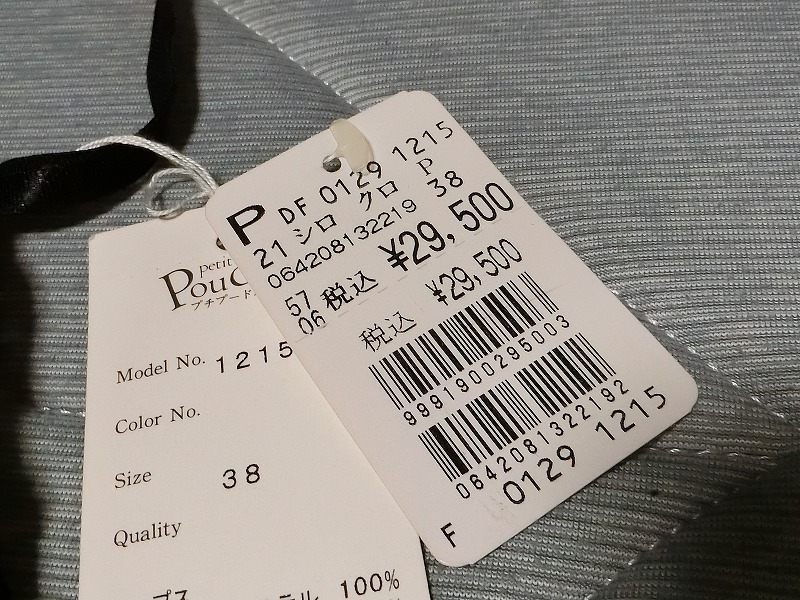 P DF 0129 1215
21 シロ クロ P
064208132219 38
57 税込 ¥29,500
06
税込 ¥29,500
9991900295003
0642081322192
0129 1215
F
petit
Poud
プチプード
Model No. 1215
Color No.
Size 38
Quality
100%